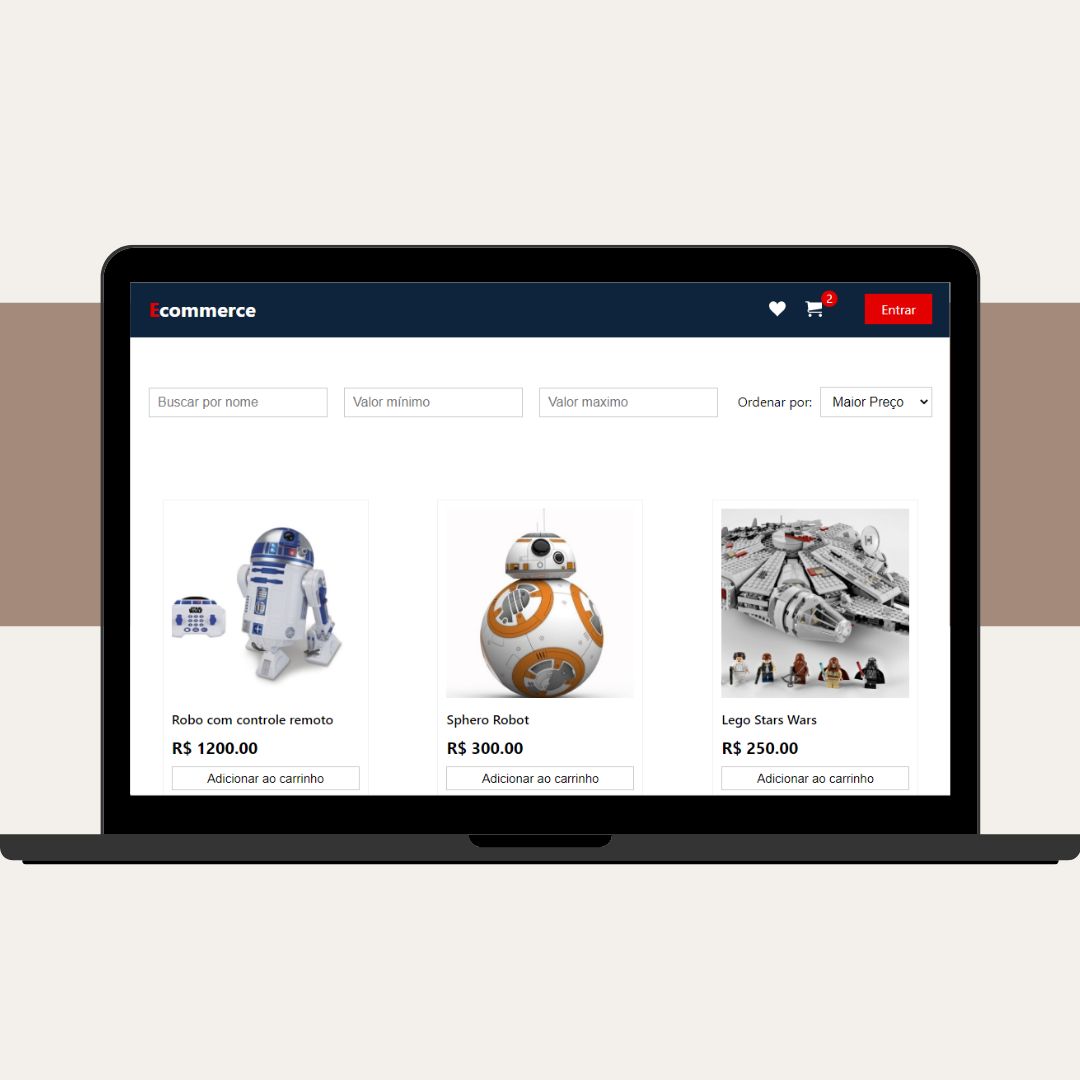 Ecommerce
2
Entrar
Buscar por nome
Valor mínimo
Valor maximo
Ordenar por:
Maior Preço
Robo com controle remoto
R$ 1200.00
Adicionar ao carrinho
Sphero Robot
R$ 300.00
Adicionar ao carrinho
Lego Stars Wars
R$ 250.00
Adicionar ao carrinho